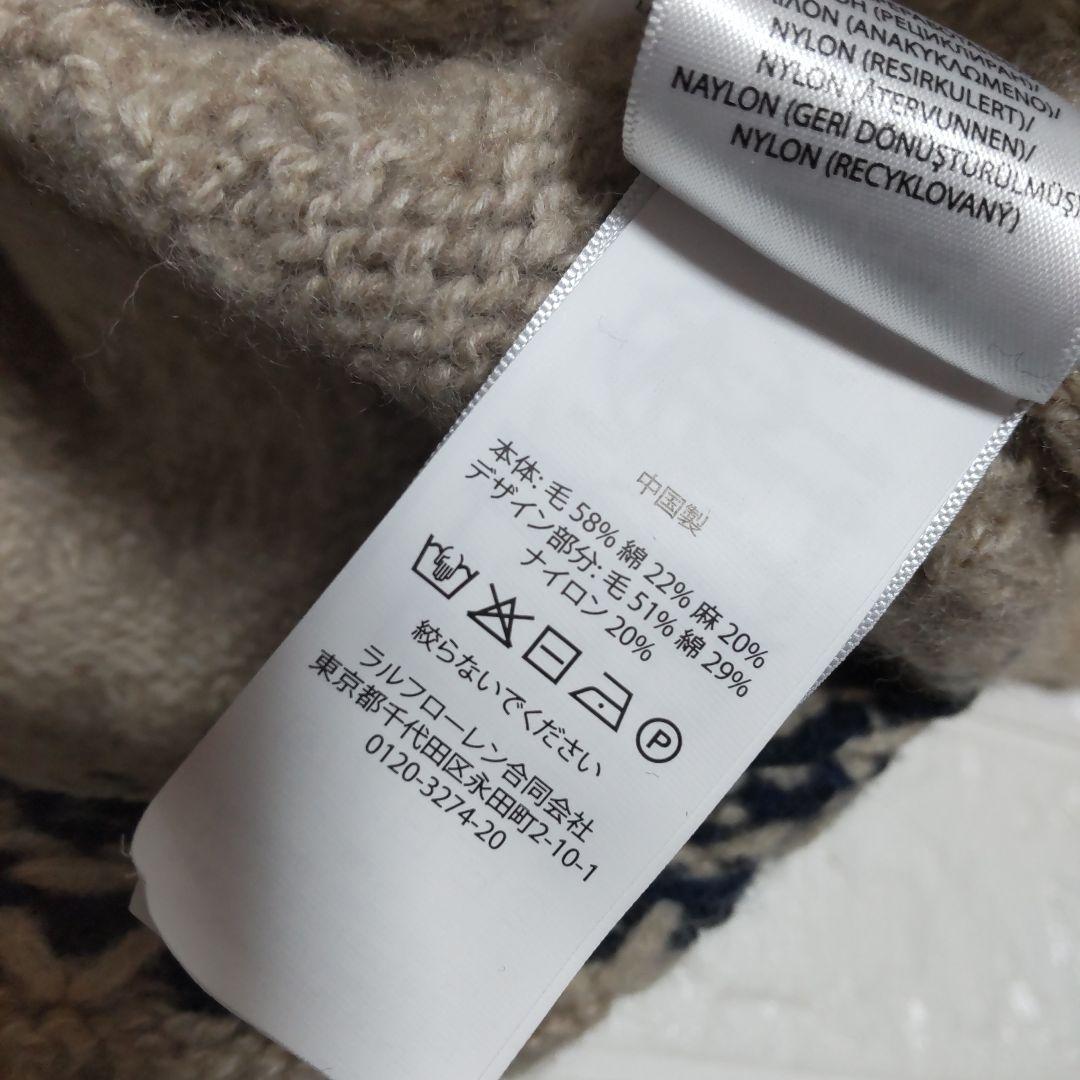 (РЕЦИКЛИРАН)/
(ΑΝΑΚΥΚΛΩΜΕΝΟ)/
NYLON (RESIRKULERT)/
NYLON (ÅTERVUNNEN)/
NAYLON (GERİ DÖNÜŞTÜRÜLMÜŞ)
NYLON (RECYKLOVANÝ)
中国製
本体: 毛 58% 綿 22% 麻 20%
デザイン部分: 毛 51% 綿 29%
ナイロン 20%
P
絞らないでください
ラルフローレン合同会社
東京都千代田区永田町2-10-1
0120-3274-20